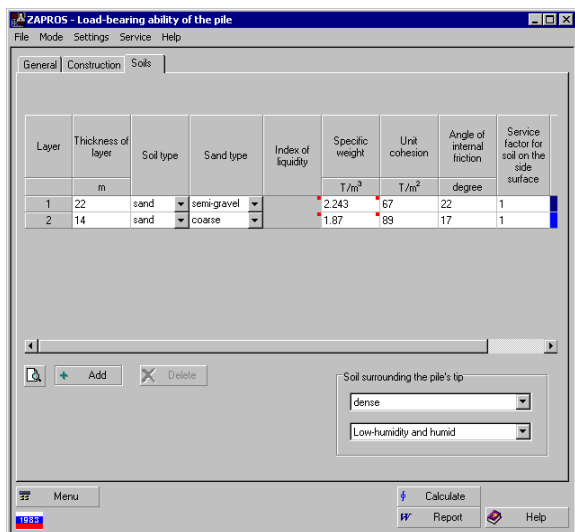 ZAPROS - Load-bearing ability of the pile
File Mode Settings Service Help
General Construction Soils
Layer Thickness of layer Soil type Sand type Index of liquidity Specific weight Unit cohesion Angle of internal friction Service factor for soil on the side surface
m T/m³ T/m² degree
1 22 sand semi-gravel 2.243 67 22 1
2 14 sand coarse 1.87 89 17 1
Add Delete
Soil surrounding the pile's tip
dense
Low-humidity and humid
Menu Calculate
1983 Report Help